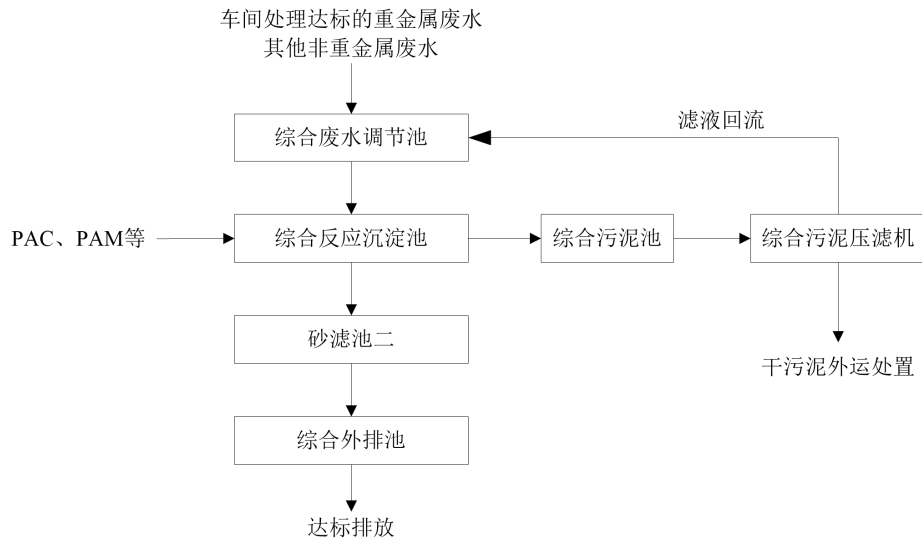 车间处理达标的重金属废水
其他非重金属废水
综合废水调节池
滤液回流
PAC、PAM等
综合反应沉淀池
综合污泥池
综合污泥压滤机
砂滤池二
干污泥外运处置
综合外排池
达标排放